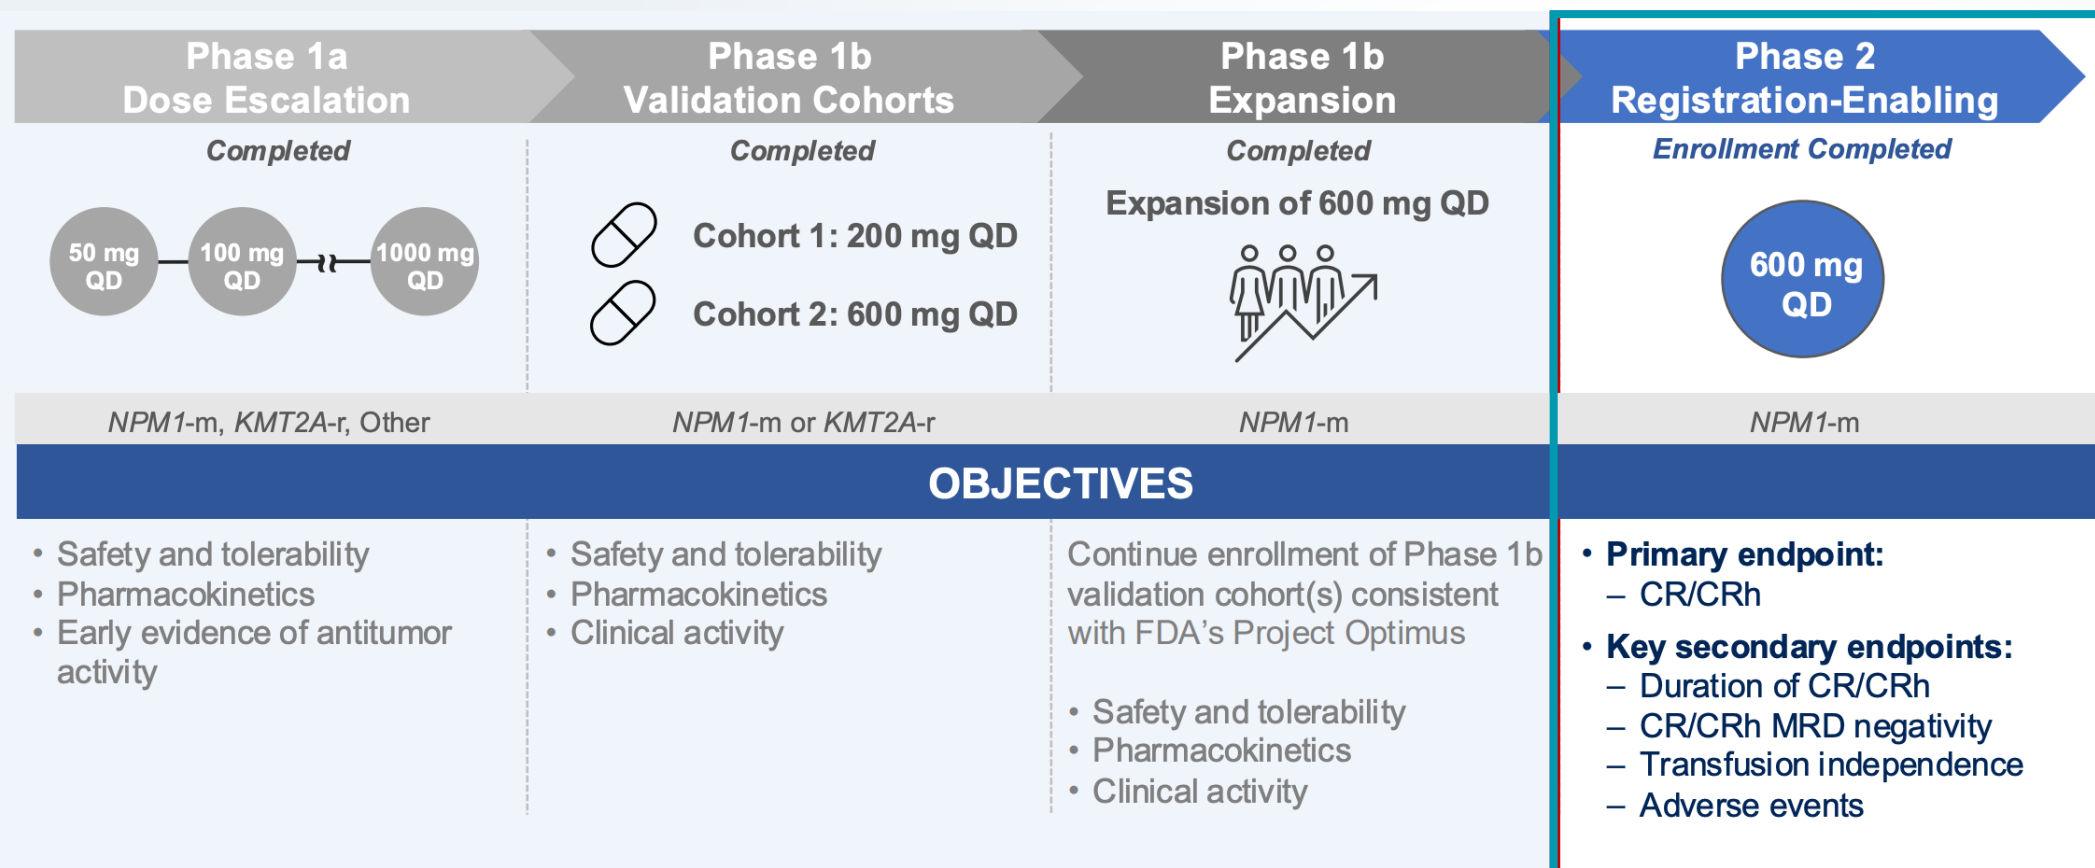 Phase 1a
Dose Escalation
Completed
50 mg
QD
100 mg
QD
1000 mg
QD
NPM1-m, KMT2A-r, Other
Phase 1b
Validation Cohorts
Completed
Cohort 1: 200 mg QD
Cohort 2: 600 mg QD
NPM1-m or KMT2A-r
Phase 1b
Expansion
Completed
Expansion of 600 mg QD
NPM1-m
Phase 2
Registration-Enabling
Enrollment Completed
600 mg
QD
NPM1-m
OBJECTIVES
• Safety and tolerability
• Pharmacokinetics
• Early evidence of antitumor
activity
• Safety and tolerability
• Pharmacokinetics
• Clinical activity
Continue enrollment of Phase 1b
validation cohort(s) consistent
with FDA's Project Optimus
• Safety and tolerability
• Pharmacokinetics
• Clinical activity
• Primary endpoint:
– CR/CRh
• Key secondary endpoints:
– Duration of CR/CRh
– CR/CRh MRD negativity
– Transfusion independence
– Adverse events